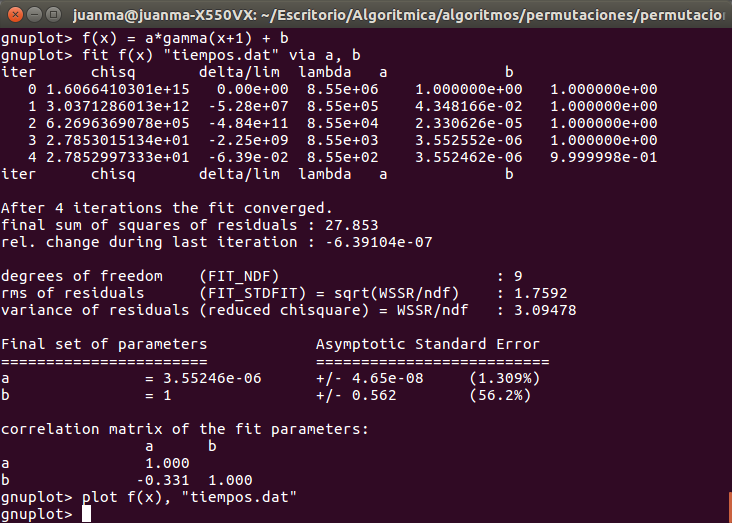 juanma@juanma-X550VX: ~/Escritorio/Algoritmica/algoritmos/permutaciones/permutacion
gnuplot> f(x) = a*gamma(x+1) + b
gnuplot> fit f(x) "tiempos.dat" via a, b
iter      chisq       delta/lim  lambda   a             b
   0 1.6066410301e+15   0.00e+00  8.55e+06    1.000000e+00   1.000000e+00
   1 3.0371286013e+12  -5.28e+07  8.55e+05    4.348166e-02   1.000000e+00
   2 6.2696369078e+05  -4.84e+11  8.55e+04    2.330626e-05   1.000000e+00
   3 2.7853015134e+01  -2.25e+09  8.55e+03    3.552552e-06   1.000000e+00
   4 2.7852997333e+01  -6.39e-02  8.55e+02    3.552462e-06   9.999998e-01
iter      chisq       delta/lim  lambda   a             b
After 4 iterations the fit converged.
final sum of squares of residuals : 27.853
rel. change during last iteration : -6.39104e-07
degrees of freedom    (FIT_NDF)                        : 9
rms of residuals      (FIT_STDFIT) = sqrt(WSSR/ndf)    : 1.7592
variance of residuals (reduced chisquare) = WSSR/ndf   : 3.09478
Final set of parameters            Asymptotic Standard Error
=======================            ==========================
a               = 3.55246e-06      +/- 4.65e-08     (1.309%)
b               = 1                +/- 0.562        (56.2%)
correlation matrix of the fit parameters:
                a      b
a               1.000
b              -0.331  1.000
gnuplot> plot f(x), "tiempos.dat"
gnuplot>